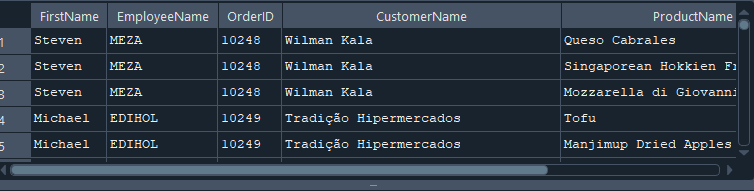 FirstName EmployeeName OrderID CustomerName ProductName
1 Steven MEZA 10248 Wilman Kala Queso Cabrales
2 Steven MEZA 10248 Wilman Kala Singaporean Hokkien Fr
3 Steven MEZA 10248 Wilman Kala Mozzarella di Giovanni
4 Michael EDIHOL 10249 Tradição Hipermercados Tofu
5 Michael EDIHOL 10249 Tradição Hipermercados Manjimup Dried Apples